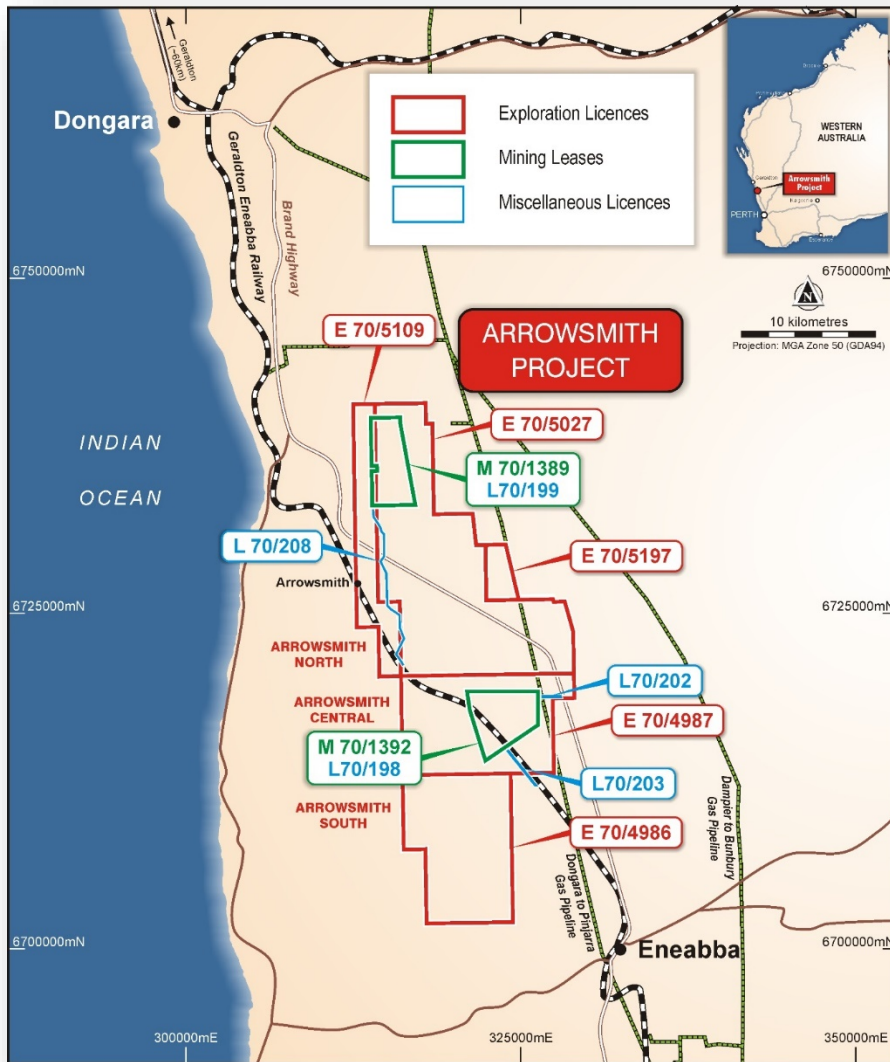 Geraldton
(~60km)
Dongara
Geraldton Eneabba Railway
Brand Highway
Exploration Licences
Mining Leases
Miscellaneous Licences
WESTERN
AUSTRALIA
Geraldton
Arrowsmith
Project
Kalgoorlie
PERTH
Esperance
6750000mN
6750000mN
N
10 kilometres
Projection: MGA Zone 50 (GDA94)
E 70/5109
ARROWSMITH
PROJECT
E 70/5027
INDIAN
OCEAN
M 70/1389
L70/199
L 70/208
E 70/5197
Arrowsmith
6725000mN
6725000mN
ARROWSMITH
NORTH
L70/202
ARROWSMITH
CENTRAL
E 70/4987
M 70/1392
L70/198
L70/203
ARROWSMITH
SOUTH
E 70/4986
Dongara to Pinjarra
Gas Pipeline
Dampier to Bunbury
Gas Pipeline
6700000mN
Eneabba
6700000mN
300000mE
325000mE
350000mE